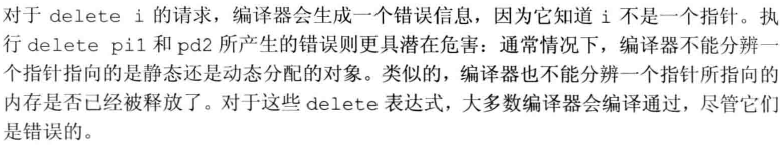 对于 delete i 的请求，编译器会生成一个错误信息，因为它知道 i 不是一个指针。执
行 delete pi1 和 pd2 所产生的错误则更具潜在危害：通常情况下，编译器不能分辨一
个指针指向的是静态还是动态分配的对象。类似的，编译器也不能分辨一个指针所指向的
内存是否已经被释放了。对于这些 delete 表达式，大多数编译器会编译通过，尽管它们
是错误的。